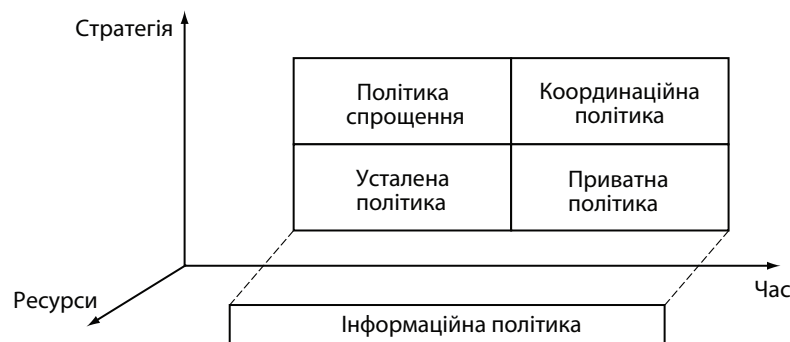 Стратегія
Політика
спрощення
Координаційна
політика
Усталена
політика
Приватна
політика
Ресурси
Час
Інформаційна політика